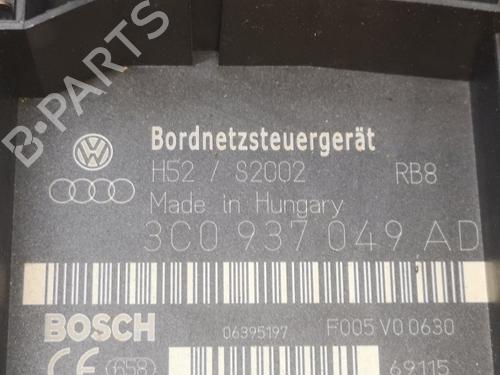 B-PARTS
Bordnetzsteuergerät
H52 / S2002 RB8
Made in Hungary
3C0 937 049 AD
BOSCH 06395197 F005 V0 0630
CE 658 69115